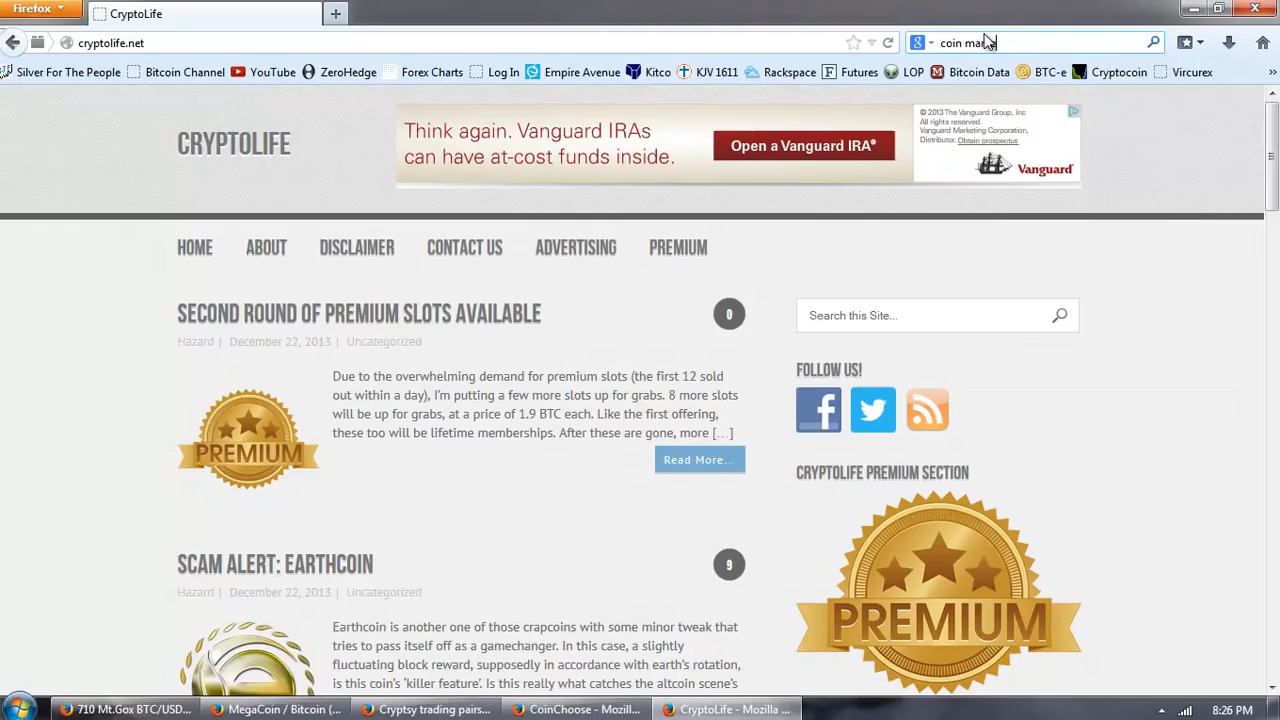 Firefox
CryptoLife
cryptolife.net
coin mar
Silver For The People
Bitcoin Channel
YouTube
ZeroHedge
Forex Charts
Log In
Empire Avenue
Kitco
KJV 1611
Rackspace
Futures
LOP
Bitcoin Data
BTC-e
Cryptocoin
Vircurex
CRYPTOLIFE
Think again. Vanguard IRAs
can have at-cost funds inside.
Open a Vanguard IRA®
© 2013 The Vanguard Group, Inc
All rights reserved.
Vanguard Marketing Corporation,
Distributor. Obtain prospectus
Vanguard
HOME ABOUT DISCLAIMER CONTACT US ADVERTISING PREMIUM
SECOND ROUND OF PREMIUM SLOTS AVAILABLE
0
Hazard | December 22, 2013 | Uncategorized
Due to the overwhelming demand for premium slots (the first 12 sold
out within a day), I'm putting a few more slots up for grabs. 8 more slots
will be up for grabs, at a price of 1.9 BTC each. Like the first offering,
these too will be lifetime memberships. After these are gone, more [...]
PREMIUM
Read More...
SCAM ALERT: EARTHCOIN
9
Hazard | December 22, 2013 | Uncategorized
Earthcoin is another one of those crapcoins with some minor tweak that
tries to pass itself off as a gamechanger. In this case, a slightly
fluctuating block reward, supposedly in accordance with earth's rotation,
is this coin's 'killer feature'. Is this really what catches the altcoin scene's
Search this Site...
FOLLOW US!
CRYPTOLIFE PREMIUM SECTION
PREMIUM
710 Mt.Gox BTC/USD...
MegaCoin / Bitcoin (...
Cryptsy trading pairs...
CoinChoose - Mozill...
CryptoLife - Mozilla ...
8:26 PM